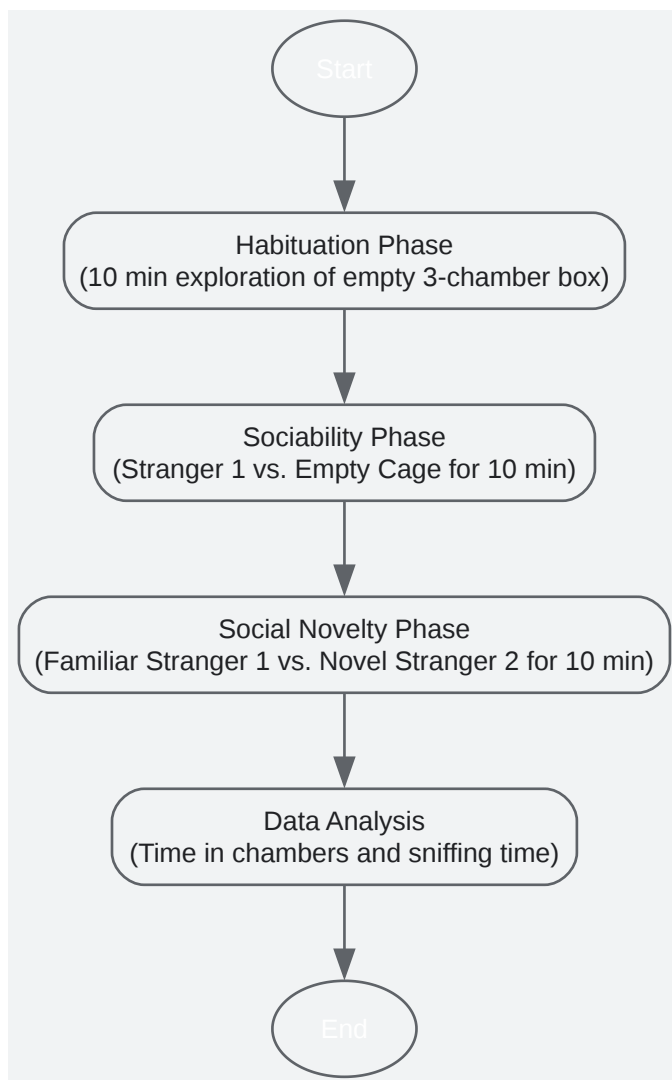 Start
Habituation Phase
(10 min exploration of empty 3-chamber box)
Sociability Phase
(Stranger 1 vs. Empty Cage for 10 min)
Social Novelty Phase
(Familiar Stranger 1 vs. Novel Stranger 2 for 10 min)
Data Analysis
(Time in chambers and sniffing time)
End